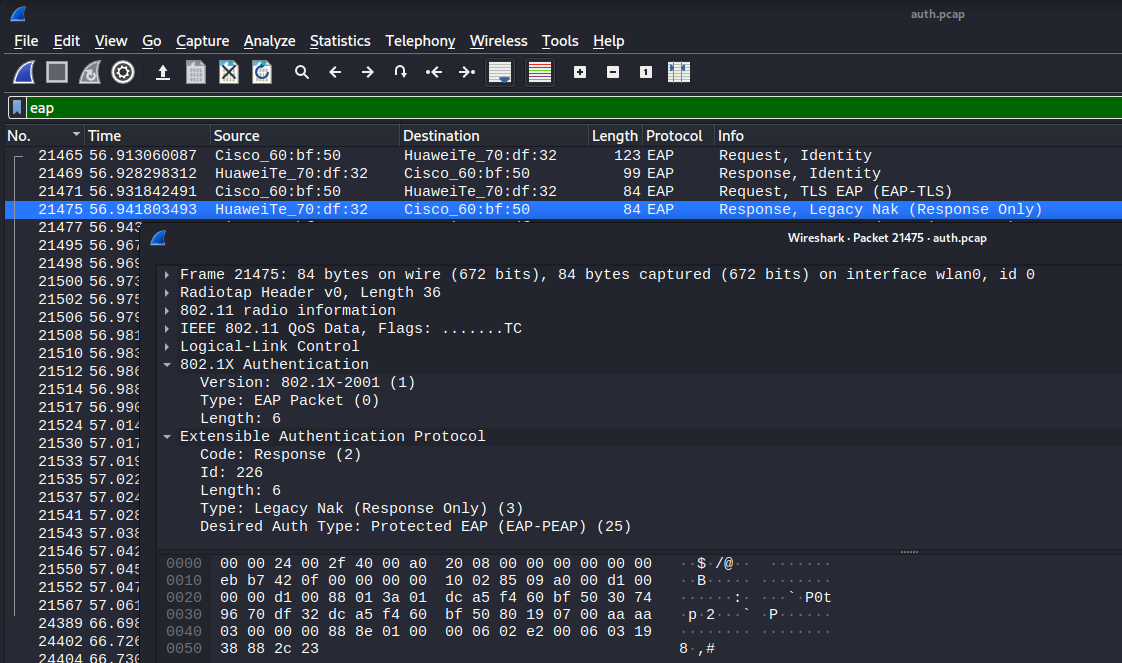 auth.pcap
File Edit View Go Capture Analyze Statistics Telephony Wireless Tools Help
eap
No. Time Source Destination Length Protocol Info
21465 56.913060087 Cisco_60:bf:50 HuaweiTe_70:df:32 123 EAP Request, Identity
21469 56.928298312 HuaweiTe_70:df:32 Cisco_60:bf:50 99 EAP Response, Identity
21471 56.931842491 Cisco_60:bf:50 HuaweiTe_70:df:32 84 EAP Request, TLS EAP (EAP-TLS)
21475 56.941803493 HuaweiTe_70:df:32 Cisco_60:bf:50 84 EAP Response, Legacy Nak (Response Only)
21477 56.943
Wireshark · Packet 21475 · auth.pcap
21495 56.967
21498 56.969
21500 56.973
21502 56.975
21506 56.979
21508 56.981
21510 56.983
21512 56.986
21514 56.988
21517 56.990
21524 57.014
21530 57.017
21533 57.019
21535 57.022
21537 57.024
21541 57.028
21543 57.038
21546 57.042
21550 57.045
21552 57.047
21567 57.061
24389 66.698
24402 66.726
24404 66.730
Frame 21475: 84 bytes on wire (672 bits), 84 bytes captured (672 bits) on interface wlan0, id 0
Radiotap Header v0, Length 36
802.11 radio information
IEEE 802.11 QoS Data, Flags: .......TC
Logical-Link Control
802.1X Authentication
Version: 802.1X-2001 (1)
Type: EAP Packet (0)
Length: 6
Extensible Authentication Protocol
Code: Response (2)
Id: 226
Length: 6
Type: Legacy Nak (Response Only) (3)
Desired Auth Type: Protected EAP (EAP-PEAP) (25)
0000 00 00 24 00 2f 40 00 a0 20 08 00 00 00 00 00 00 ··$·/@·· ·······
0010 eb b7 42 0f 00 00 00 00 10 02 85 09 a0 00 d1 00 ··B····· ········
0020 00 00 d1 00 88 01 3a 01 dc a5 f4 60 bf 50 30 74 ······:· ···`·P0t
0030 96 70 df 32 dc a5 f4 60 bf 50 80 19 07 00 aa aa ·p·2···` ·P······
0040 03 00 00 00 88 8e 01 00 00 06 02 e2 00 06 03 19 ········ ········
0050 38 88 2c 23 8·,#